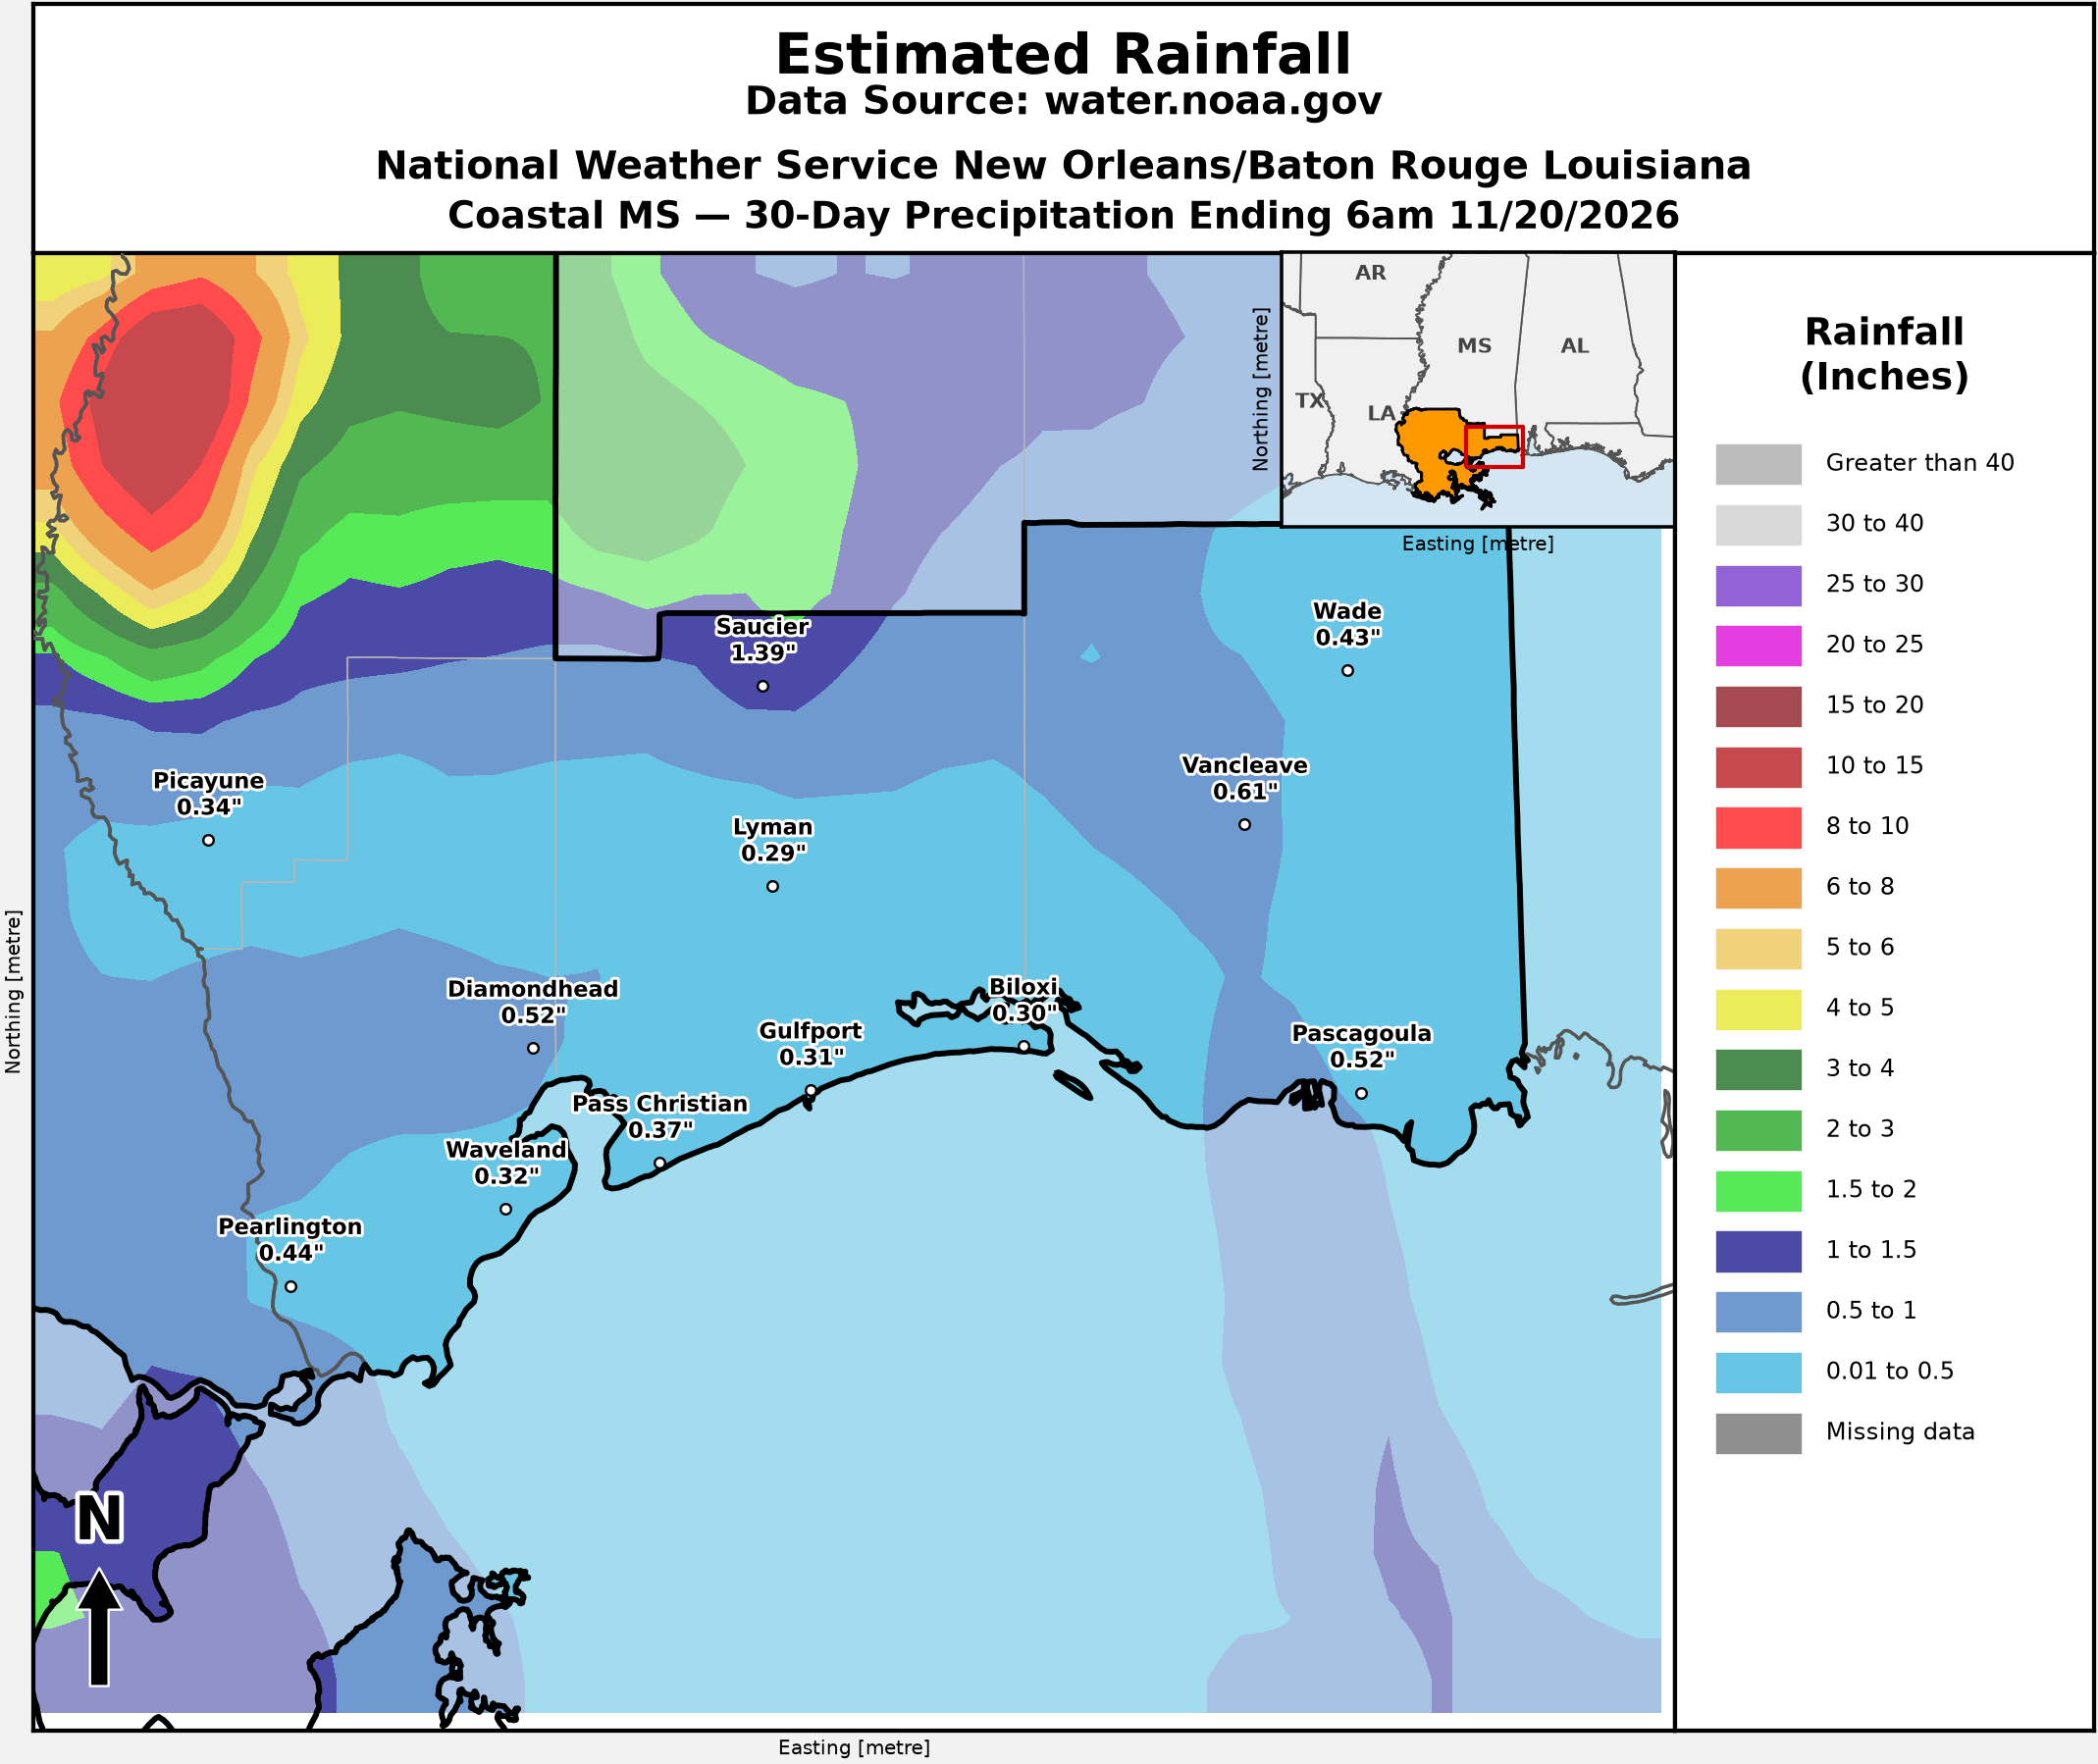 Estimated Rainfall
Data Source: water.noaa.gov
National Weather Service New Orleans/Baton Rouge Louisiana
Coastal MS — 30-Day Precipitation Ending 6am 11/20/2026
AR
MS
AL
TX
LA
Northing [metre]
Easting [metre]
Rainfall
(Inches)
Greater than 40
30 to 40
25 to 30
20 to 25
15 to 20
10 to 15
8 to 10
6 to 8
5 to 6
4 to 5
3 to 4
2 to 3
1.5 to 2
1 to 1.5
0.5 to 1
0.01 to 0.5
Missing data
Wade
0.43"
Saucier
1.39"
Vancleave
0.61"
Picayune
0.34"
Lyman
0.29"
Diamondhead
0.52"
Biloxi
0.30"
Gulfport
0.31"
Pascagoula
0.52"
Pass Christian
0.37"
Waveland
0.32"
Pearlington
0.44"
N
Northing [metre]
Easting [metre]